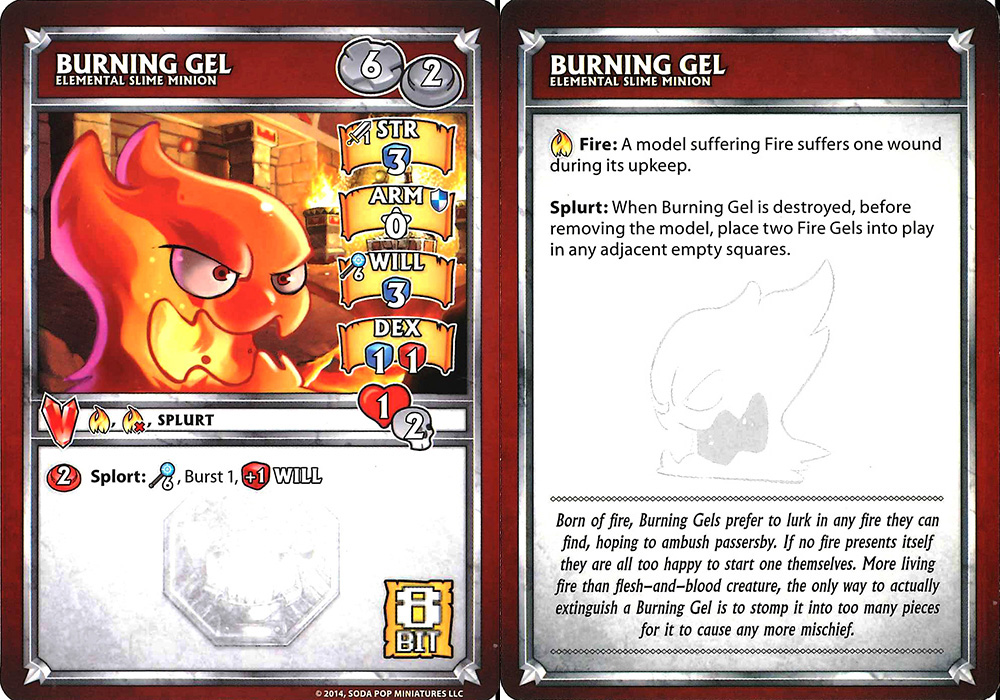 BURNING GEL
ELEMENTAL SLIME MINION
6 2
STR
3
ARM
0
WILL
6
3
DEX
1 1
1
2
, , SPLURT
2 Splort: 6, Burst 1, +1 WILL
8
BIT
© 2014, SODA POP MINIATURES LLC
BURNING GEL
ELEMENTAL SLIME MINION
Fire: A model suffering Fire suffers one wound
during its upkeep.
Splurt: When Burning Gel is destroyed, before
removing the model, place two Fire Gels into play
in any adjacent empty squares.
Born of fire, Burning Gels prefer to lurk in any fire they can
find, hoping to ambush passersby. If no fire presents itself
they are all too happy to start one themselves. More living
fire than flesh—and—blood creature, the only way to actually
extinguish a Burning Gel is to stomp it into too many pieces
for it to cause any more mischief.